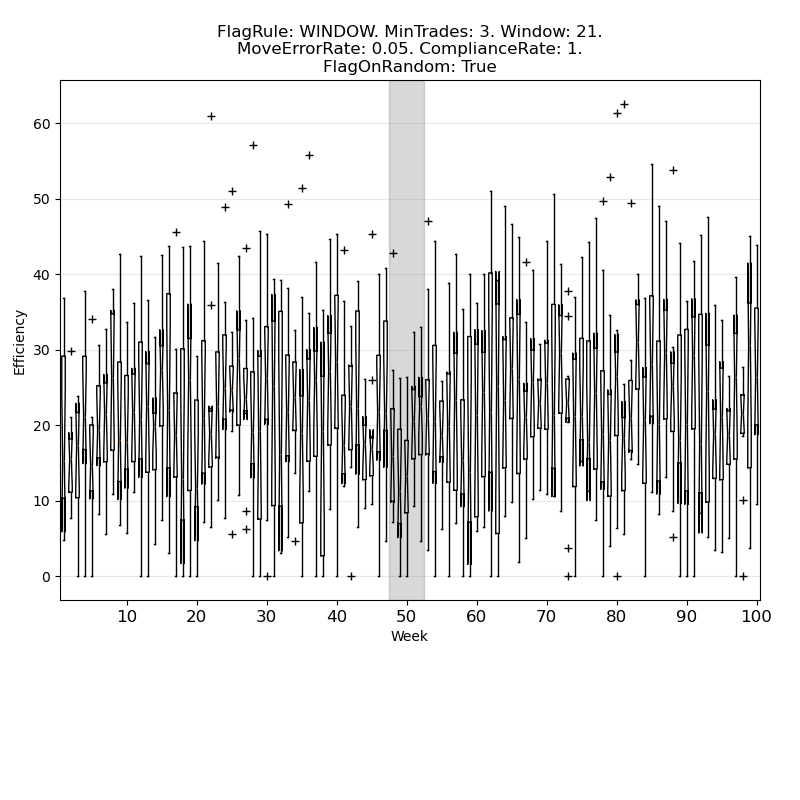 FlagRule: WINDOW. MinTrades: 3. Window: 21.
MoveErrorRate: 0.05. ComplianceRate: 1.
FlagOnRandom: True
60
50
40
30
20
10
0
Efficiency
10 20 30 40 50 60 70 80 90 100
Week